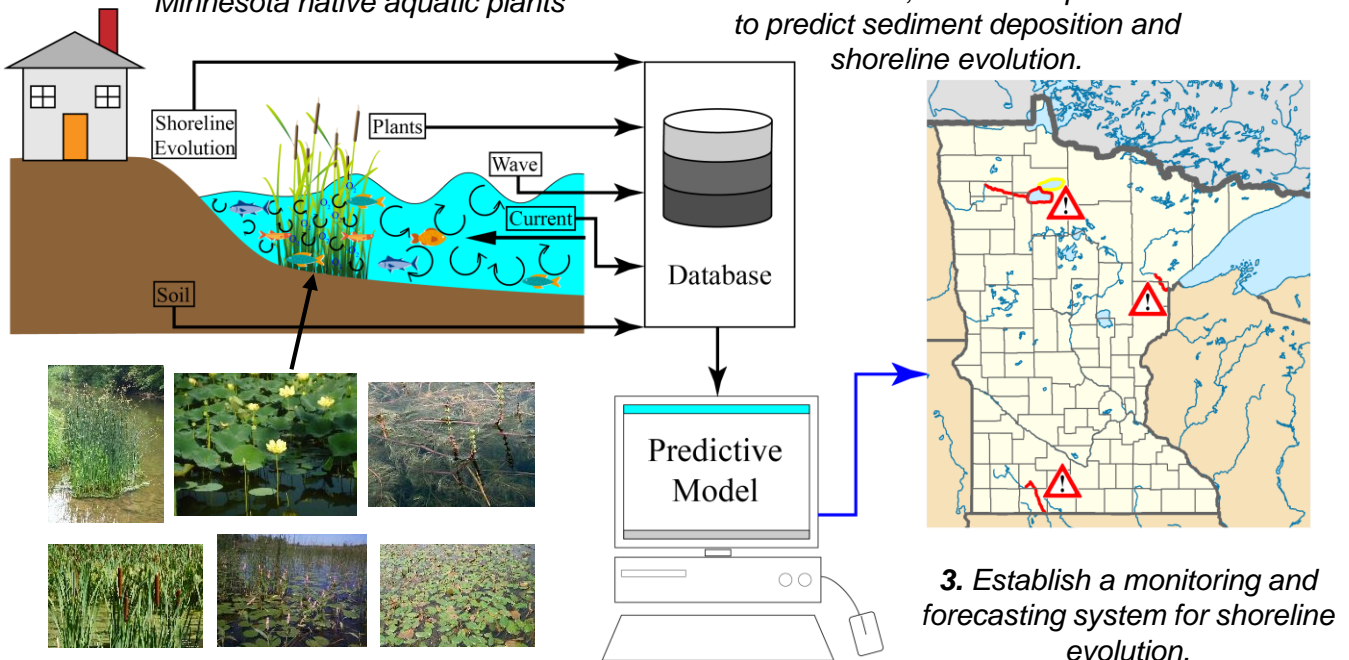 Minnesota native aquatic plants
to predict sediment deposition and
shoreline evolution.
Shoreline
Evolution
Plants
Wave
Current
Soil
Database
Predictive
Model
!
!
!
3. Establish a monitoring and
forecasting system for shoreline
evolution.